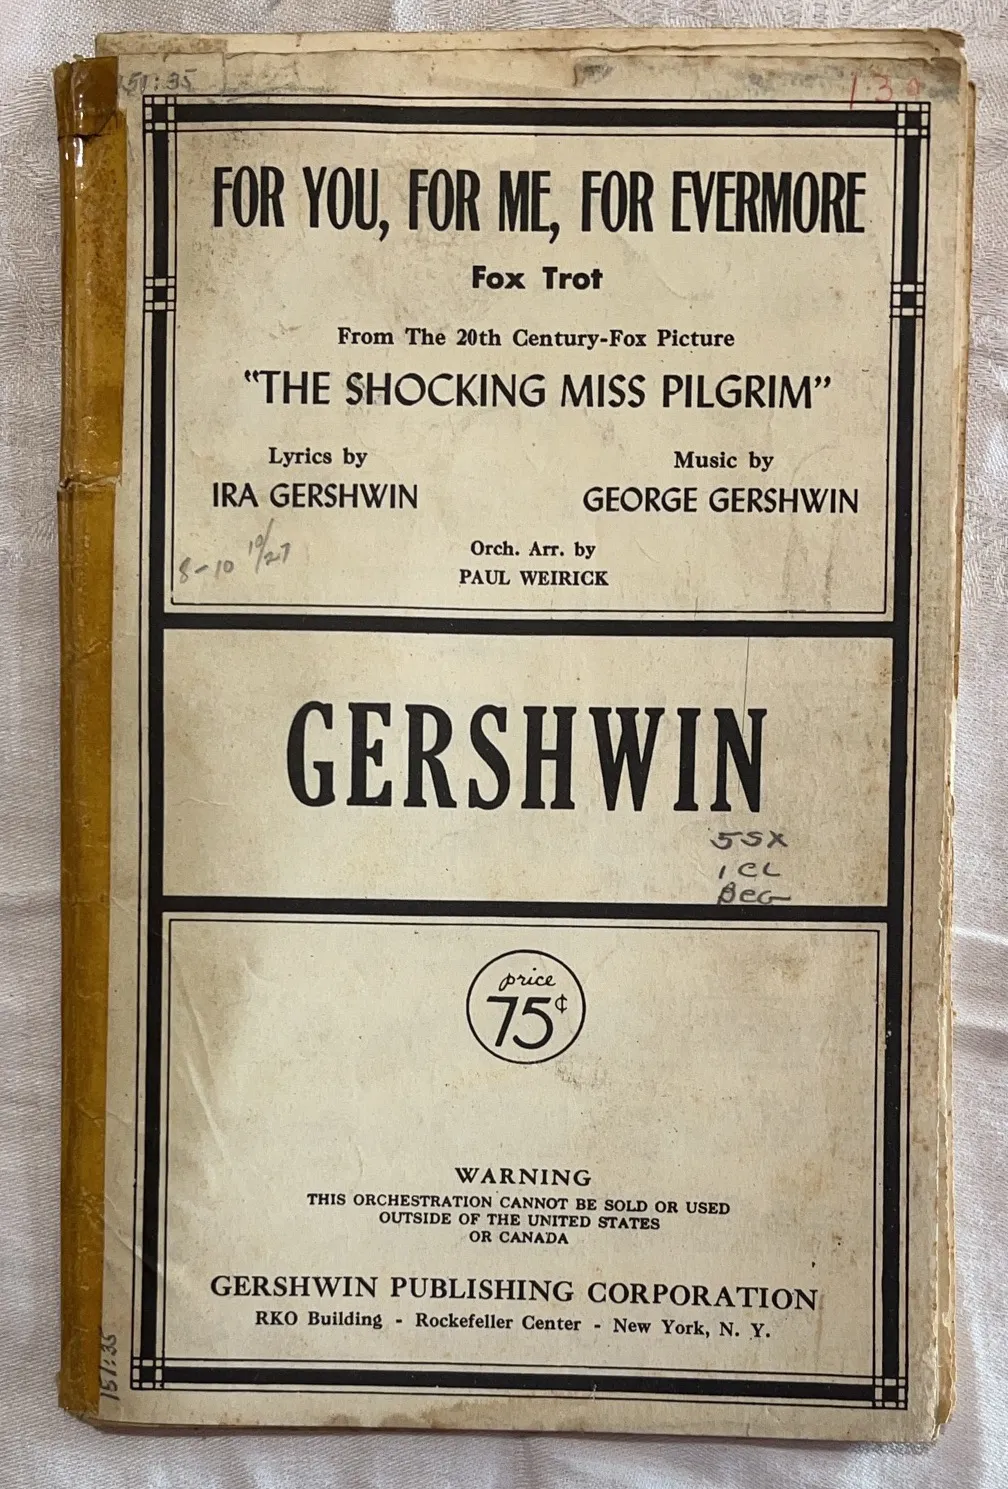 151:35
130
FOR YOU, FOR ME, FOR EVERMORE
Fox Trot
From The 20th Century-Fox Picture
"THE SHOCKING MISS PILGRIM"
Lyrics by
IRA GERSHWIN
Music by
GEORGE GERSHWIN
8-10 10/27
Orch. Arr. by
PAUL WEIRICK
GERSHWIN
5SX
1 CL
BEG
price
75¢
WARNING
THIS ORCHESTRATION CANNOT BE SOLD OR USED
OUTSIDE OF THE UNITED STATES
OR CANADA
GERSHWIN PUBLISHING CORPORATION
RKO Building - Rockefeller Center - New York, N. Y.
151:35